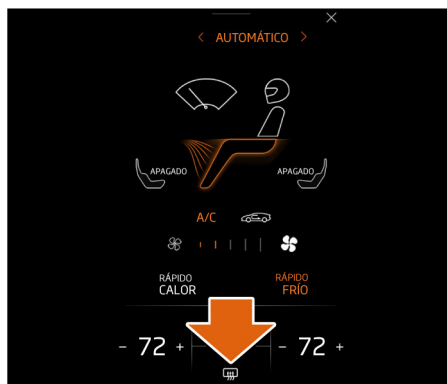 AUTOMÁTICO
APAGADO
APAGADO
A/C
RÁPIDO
CALOR
RÁPIDO
FRÍO
- 72 +
- 72 +